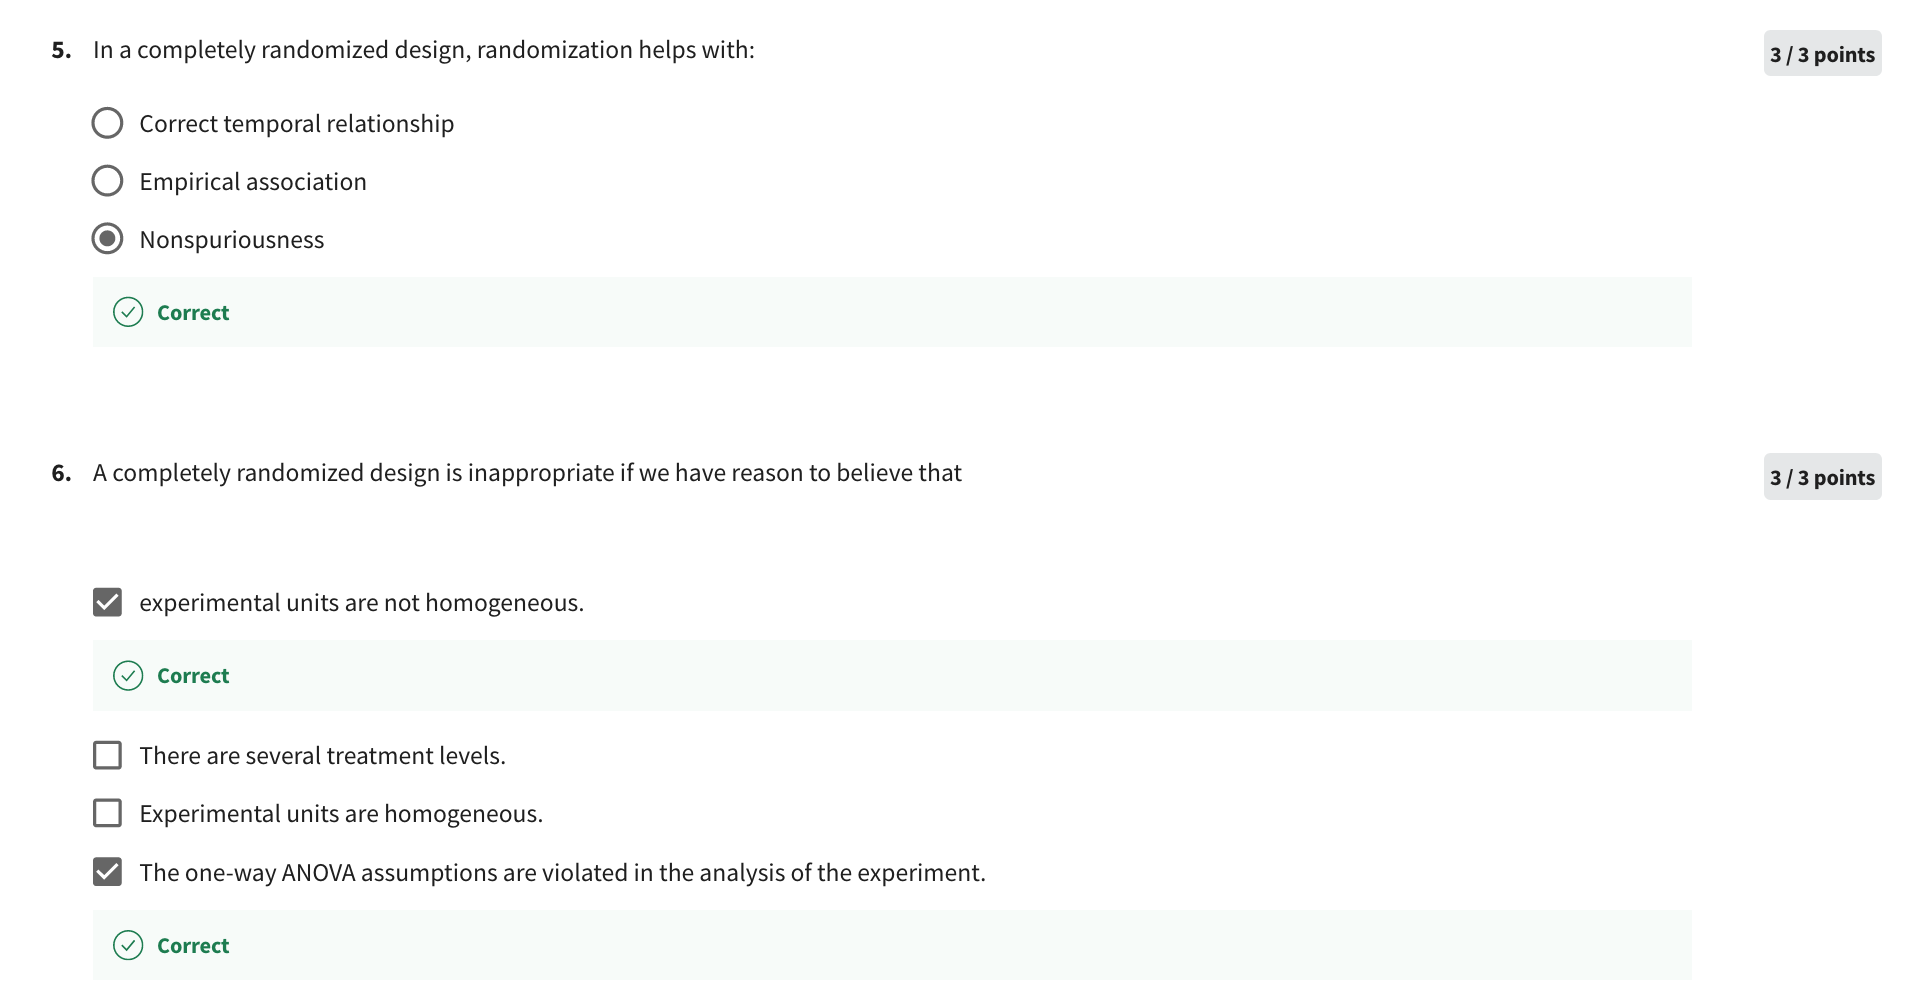 5. In a completely randomized design, randomization helps with:
3 / 3 points
Correct temporal relationship
Empirical association
Nonspuriousness
Correct
6. A completely randomized design is inappropriate if we have reason to believe that
3 / 3 points
experimental units are not homogeneous.
Correct
There are several treatment levels.
Experimental units are homogeneous.
The one-way ANOVA assumptions are violated in the analysis of the experiment.
Correct